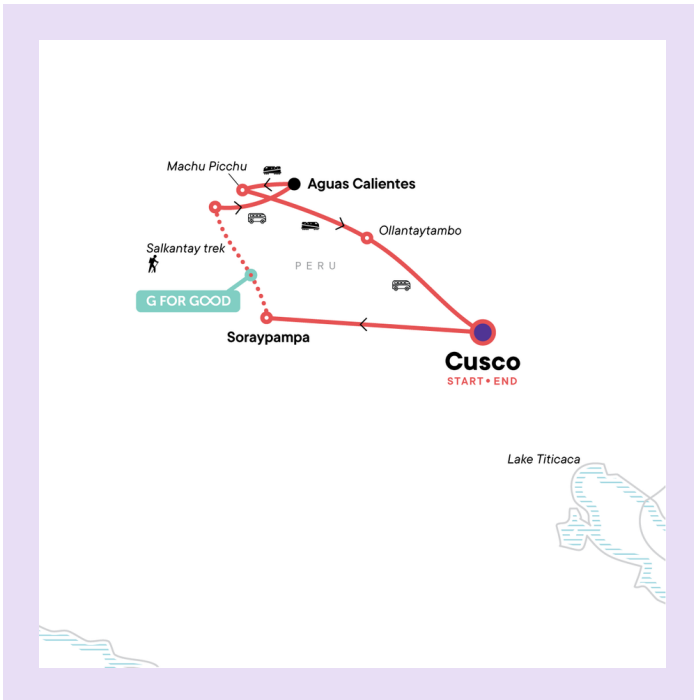 Machu Picchu
Aguas Calientes
Ollantaytambo
Salkantay trek
PERU
G FOR GOOD
Soraypampa
Cusco
START • END
Lake Titicaca